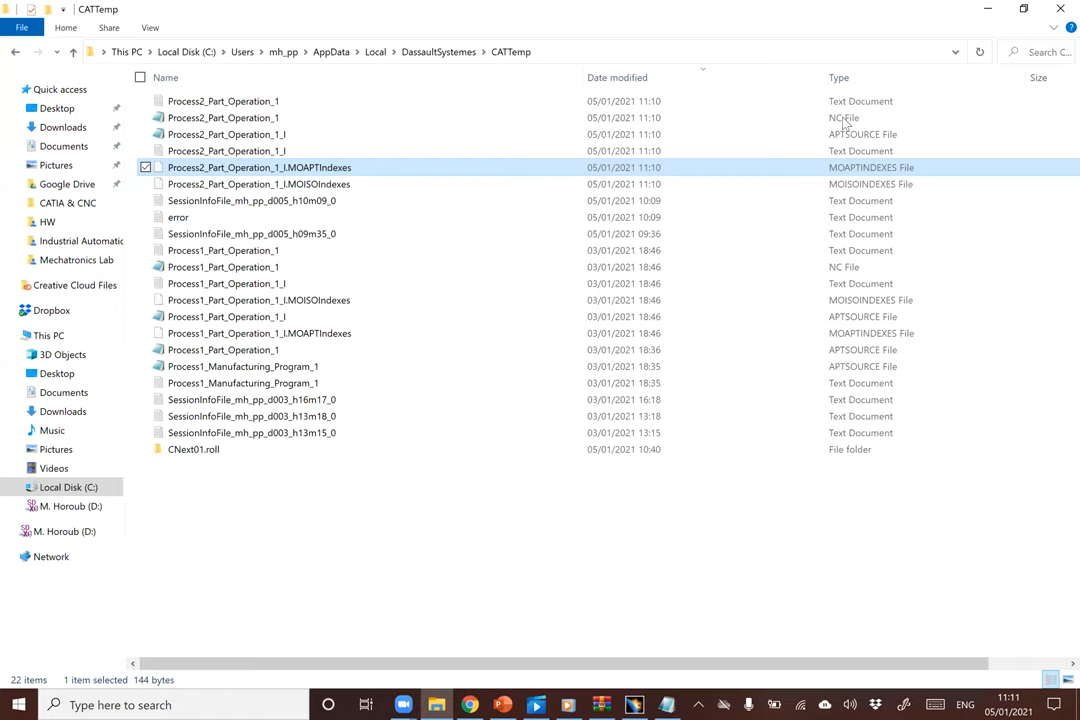 CATTemp
File Home Share View
This PC > Local Disk (C:) > Users > mh_pp > AppData > Local > DassaultSystemes > CATTemp
Search C...
Name Date modified Type Size
Process2_Part_Operation_1 05/01/2021 11:10 Text Document
Process2_Part_Operation_1 05/01/2021 11:10 NC File
Process2_Part_Operation_1_I 05/01/2021 11:10 APTSOURCE File
Process2_Part_Operation_1_I 05/01/2021 11:10 Text Document
Process2_Part_Operation_1_I.MOAPTIndexes 05/01/2021 11:10 MOAPTINDEXES File
Process2_Part_Operation_1_I.MOISOIndexes 05/01/2021 11:10 MOISOINDEXES File
SessionInfoFile_mh_pp_d005_h10m09_0 05/01/2021 10:09 Text Document
error 05/01/2021 10:09 Text Document
SessionInfoFile_mh_pp_d005_h09m35_0 05/01/2021 09:36 Text Document
Process1_Part_Operation_1 03/01/2021 18:46 Text Document
Process1_Part_Operation_1 03/01/2021 18:46 NC File
Process1_Part_Operation_1_I 03/01/2021 18:46 Text Document
Process1_Part_Operation_1_I.MOISOIndexes 03/01/2021 18:46 MOISOINDEXES File
Process1_Part_Operation_1_I 03/01/2021 18:46 APTSOURCE File
Process1_Part_Operation_1_I.MOAPTIndexes 03/01/2021 18:46 MOAPTINDEXES File
Process1_Part_Operation_1 03/01/2021 18:36 APTSOURCE File
Process1_Manufacturing_Program_1 03/01/2021 18:35 APTSOURCE File
Process1_Manufacturing_Program_1 03/01/2021 18:35 Text Document
SessionInfoFile_mh_pp_d003_h16m17_0 03/01/2021 16:18 Text Document
SessionInfoFile_mh_pp_d003_h13m18_0 03/01/2021 13:18 Text Document
SessionInfoFile_mh_pp_d003_h13m15_0 03/01/2021 13:15 Text Document
CNext01.roll 05/01/2021 10:40 File folder
Quick access
Desktop
Downloads
Documents
Pictures
Google Drive
CATIA & CNC
HW
Industrial Automatic
Mechatronics Lab
Creative Cloud Files
Dropbox
This PC
3D Objects
Desktop
Documents
Downloads
Music
Pictures
Videos
Local Disk (C:)
M. Horoub (D:)
M. Horoub (D:)
Network
22 items 1 item selected 144 bytes
Type here to search
ENG
11:11
05/01/2021